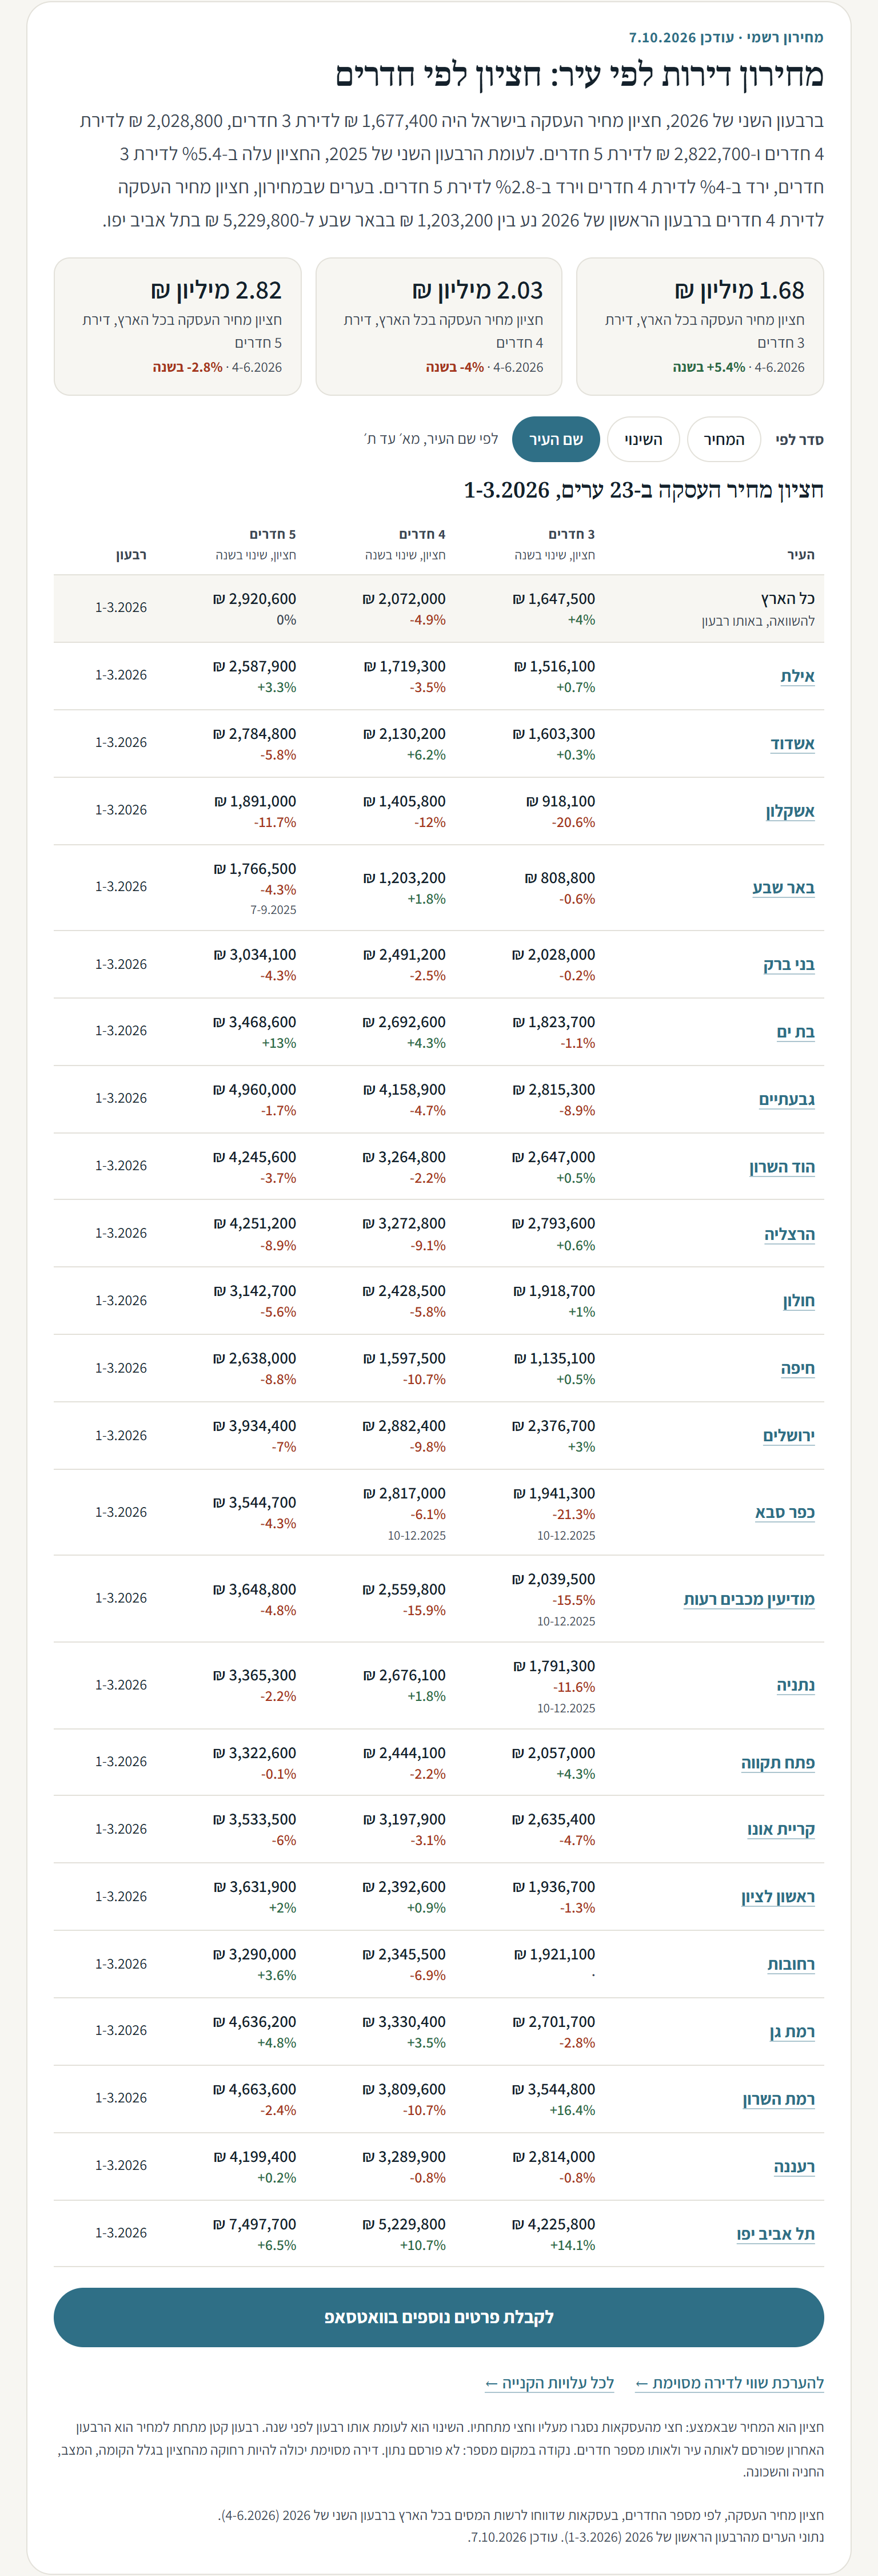 מחירון רשמי · עודכן 7.10.2026
מחירון דירות לפי עיר: חציון לפי חדרים
ברבעון השני של 2026, חציון מחיר העסקה בישראל היה 1,677,400 ₪ לדירת 3 חדרים, 2,028,800 ₪ לדירת
4 חדרים ו-2,822,700 ₪ לדירת 5 חדרים. לעומת הרבעון השני של 2025, החציון עלה ב-5.4% לדירת 3
חדרים, ירד ב-4% לדירת 4 חדרים וירד ב-2.8% לדירת 5 חדרים. בערים שבמחירון, חציון מחיר העסקה
לדירת 4 חדרים ברבעון הראשון של 2026 נע בין 1,203,200 ₪ בבאר שבע ל-5,229,800 ₪ בתל אביב יפו.
1.68 מיליון ₪
חציון מחיר העסקה בכל הארץ, דירת
3 חדרים
4-6.2026 · +5.4% בשנה
2.03 מיליון ₪
חציון מחיר העסקה בכל הארץ, דירת
4 חדרים
4-6.2026 · -4% בשנה
2.82 מיליון ₪
חציון מחיר העסקה בכל הארץ, דירת
5 חדרים
4-6.2026 · -2.8% בשנה
סדר לפי המחיר השינוי שם העיר לפי שם העיר, מא׳ עד ת׳
חציון מחיר העסקה ב-23 ערים, 1-3.2026
העיר 3 חדרים 4 חדרים 5 חדרים רבעון
חציון, שינוי בשנה חציון, שינוי בשנה חציון, שינוי בשנה
כל הארץ 1,647,500 ₪ 2,072,000 ₪ 2,920,600 ₪ 1-3.2026
להשוואה, באותו רבעון +4% -4.9% 0%
אילת 1,516,100 ₪ 1,719,300 ₪ 2,587,900 ₪ 1-3.2026
+0.7% -3.5% +3.3%
אשדוד 1,603,300 ₪ 2,130,200 ₪ 2,784,800 ₪ 1-3.2026
+0.3% +6.2% -5.8%
אשקלון 918,100 ₪ 1,405,800 ₪ 1,891,000 ₪ 1-3.2026
-20.6% -12% -11.7%
באר שבע 808,800 ₪ 1,203,200 ₪ 1,766,500 ₪ 1-3.2026
-0.6% +1.8% -4.3%
7-9.2025
בני ברק 2,028,000 ₪ 2,491,200 ₪ 3,034,100 ₪ 1-3.2026
-0.2% -2.5% -4.3%
בת ים 1,823,700 ₪ 2,692,600 ₪ 3,468,600 ₪ 1-3.2026
-1.1% +4.3% +13%
גבעתיים 2,815,300 ₪ 4,158,900 ₪ 4,960,000 ₪ 1-3.2026
-8.9% -4.7% -1.7%
הוד השרון 2,647,000 ₪ 3,264,800 ₪ 4,245,600 ₪ 1-3.2026
+0.5% -2.2% -3.7%
הרצליה 2,793,600 ₪ 3,272,800 ₪ 4,251,200 ₪ 1-3.2026
+0.6% -9.1% -8.9%
חולון 1,918,700 ₪ 2,428,500 ₪ 3,142,700 ₪ 1-3.2026
+1% -5.8% -5.6%
חיפה 1,135,100 ₪ 1,597,500 ₪ 2,638,000 ₪ 1-3.2026
+0.5% -10.7% -8.8%
ירושלים 2,376,700 ₪ 2,882,400 ₪ 3,934,400 ₪ 1-3.2026
+3% -9.8% -7%
כפר סבא 1,941,300 ₪ 2,817,000 ₪ 3,544,700 ₪ 1-3.2026
-21.3% -6.1% -4.3%
10-12.2025 10-12.2025
מודיעין מכבים רעות 2,039,500 ₪ 2,559,800 ₪ 3,648,800 ₪ 1-3.2026
-15.5% -15.9% -4.8%
10-12.2025
נתניה 1,791,300 ₪ 2,676,100 ₪ 3,365,300 ₪ 1-3.2026
-11.6% +1.8% -2.2%
10-12.2025
פתח תקווה 2,057,000 ₪ 2,444,100 ₪ 3,322,600 ₪ 1-3.2026
+4.3% -2.2% -0.1%
קריית אונו 2,635,400 ₪ 3,197,900 ₪ 3,533,500 ₪ 1-3.2026
-4.7% -3.1% -6%
ראשון לציון 1,936,700 ₪ 2,392,600 ₪ 3,631,900 ₪ 1-3.2026
-1.3% +0.9% +2%
רחובות 1,921,100 ₪ 2,345,500 ₪ 3,290,000 ₪ 1-3.2026
· -6.9% +3.6%
רמת גן 2,701,700 ₪ 3,330,400 ₪ 4,636,200 ₪ 1-3.2026
-2.8% +3.5% +4.8%
רמת השרון 3,544,800 ₪ 3,809,600 ₪ 4,663,600 ₪ 1-3.2026
+16.4% -10.7% -2.4%
רעננה 2,814,000 ₪ 3,289,900 ₪ 4,199,400 ₪ 1-3.2026
-0.8% -0.8% +0.2%
תל אביב יפו 4,225,800 ₪ 5,229,800 ₪ 7,497,700 ₪ 1-3.2026
+14.1% +10.7% +6.5%
לקבלת פרטים נוספים בוואטסאפ
להערכת שווי לדירה מסוימת ← לכל עלויות הקנייה ←
חציון הוא המחיר שבאמצע: חצי מהעסקאות נסגרו מעליו וחצי מתחתיו. השינוי הוא לעומת אותו רבעון לפני שנה. רבעון קטן מתחת למחיר הוא הרבעון
האחרון שפורסם לאותה עיר ולאותו מספר חדרים. נקודה במקום מספר: לא פורסם נתון. דירה מסוימת יכולה להיות רחוקה מהחציון בגלל הקומה, המצב,
החניה והשכונה.
חציון מחיר העסקה, לפי מספר החדרים, בעסקאות שדווחו לרשות המסים בכל הארץ ברבעון השני של 2026 (4-6.2026).
נתוני הערים מהרבעון הראשון של 2026 (1-3.2026). עודכן 7.10.2026.